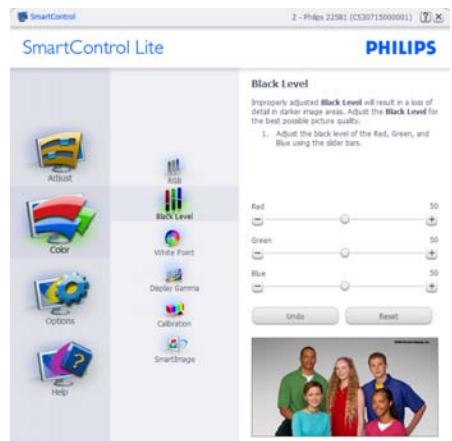 SmartControl
2 - Philips 225B1 (CS30715000001)
SmartControl Lite
PHILIPS
Adjust
Color
Options
Help
RGB
Black Level
White Point
Display Gamma
Calibration
SmartImage
Black Level
Improperly adjusted Black Level will result in a loss of
detail in darker image areas. Adjust the Black Level for
the best possible picture quality.
1. Adjust the black level of the Red, Green, and
Blue using the slider bars.
Red 50
Green 50
Blue 50
Undo Reset